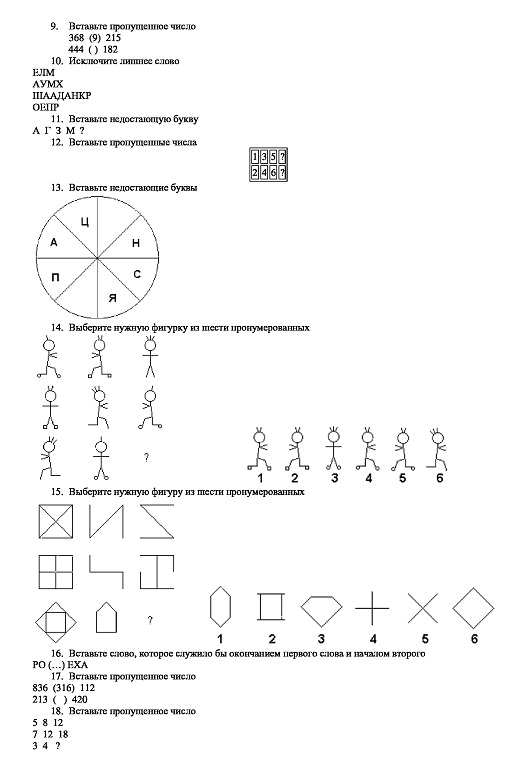 9. Вставьте пропущенное число
368 (9) 215
444 ( ) 182
10. Исключите лишнее слово
ЕЛМ
ЛУМХ
ШААДАНКР
ОЕПР
11. Вставьте недостающую букву
А Г З М ?
12. Вставьте пропущенные числа
1 3 5 ?
2 4 6 ?
13. Вставьте недостающие буквы
Ц
А Н
П С
Я
14. Выберите нужную фигурку из шести пронумерованных
?
1 2 3 4 5 6
15. Выберите нужную фигуру из шести пронумерованных
?
1 2 3 4 5 6
16. Вставьте слово, которое служило бы окончанием первого слова и началом второго
РО (...) ЕХА
17. Вставьте пропущенное число
836 (316) 112
213 ( ) 420
18. Вставьте пропущенное число
5 8 12
7 12 18
3 4 ?